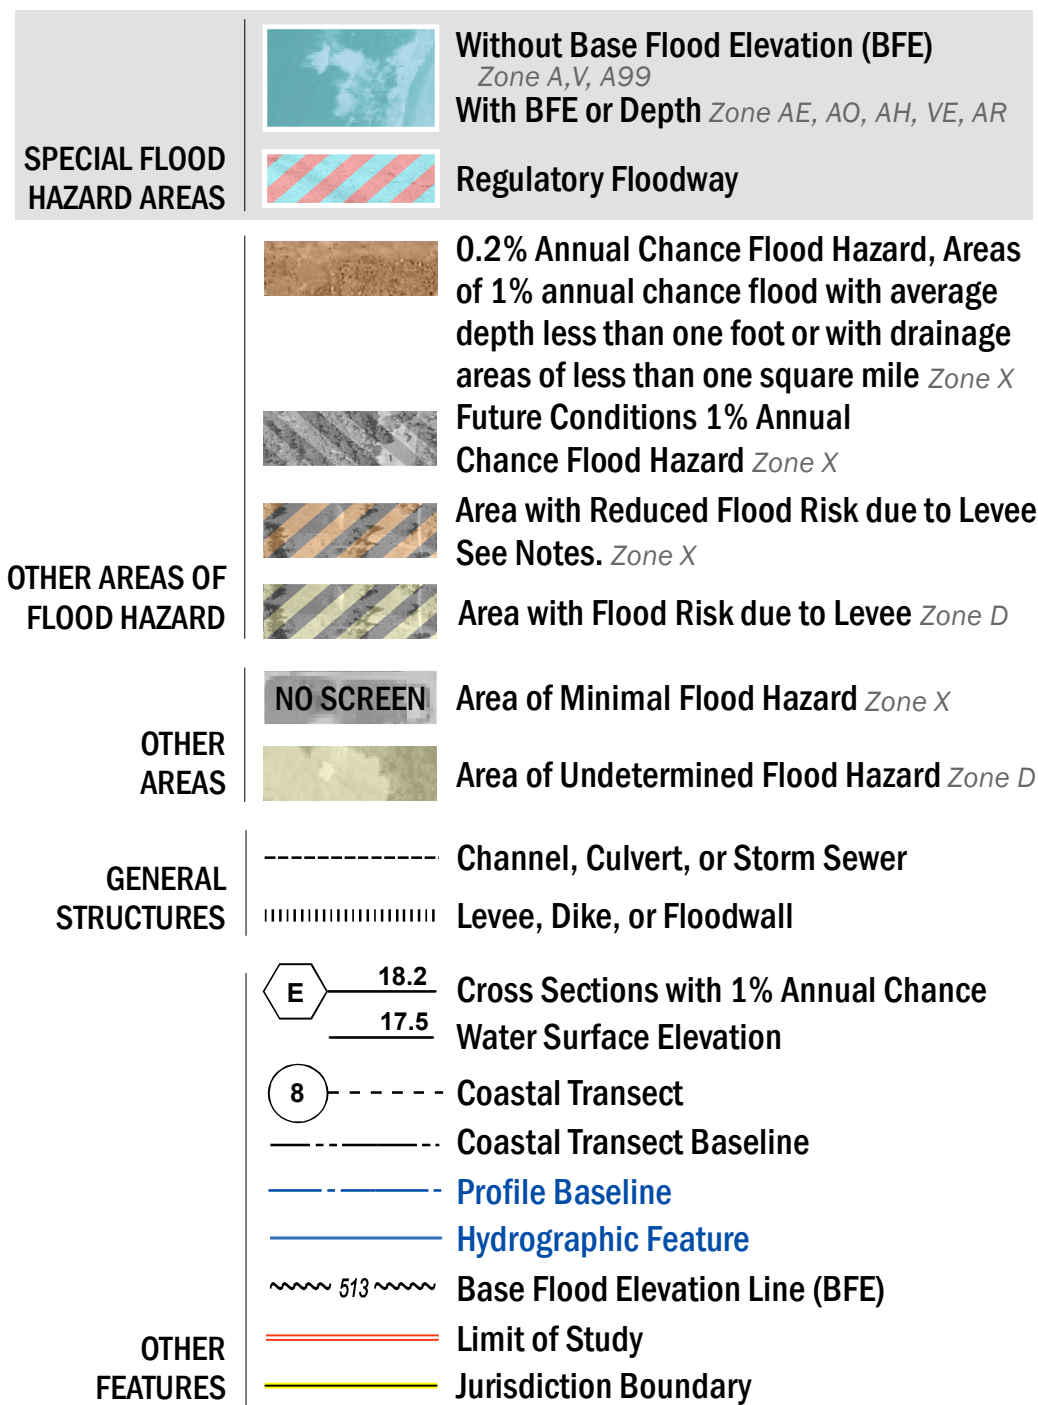 SPECIAL FLOOD
HAZARD AREAS
Without Base Flood Elevation (BFE)
Zone A,V, A99
With BFE or Depth Zone AE, AO, AH, VE, AR
Regulatory Floodway
OTHER AREAS OF
FLOOD HAZARD
0.2% Annual Chance Flood Hazard, Areas
of 1% annual chance flood with average
depth less than one foot or with drainage
areas of less than one square mile Zone X
Future Conditions 1% Annual
Chance Flood Hazard Zone X
Area with Reduced Flood Risk due to Levee
See Notes. Zone X
Area with Flood Risk due to Levee Zone D
OTHER
AREAS
NO SCREEN Area of Minimal Flood Hazard Zone X
Area of Undetermined Flood Hazard Zone D
GENERAL
STRUCTURES
Channel, Culvert, or Storm Sewer
Levee, Dike, or Floodwall
OTHER
FEATURES
E 18.2 Cross Sections with 1% Annual Chance
17.5 Water Surface Elevation
8 Coastal Transect
Coastal Transect Baseline
Profile Baseline
Hydrographic Feature
513 Base Flood Elevation Line (BFE)
Limit of Study
Jurisdiction Boundary